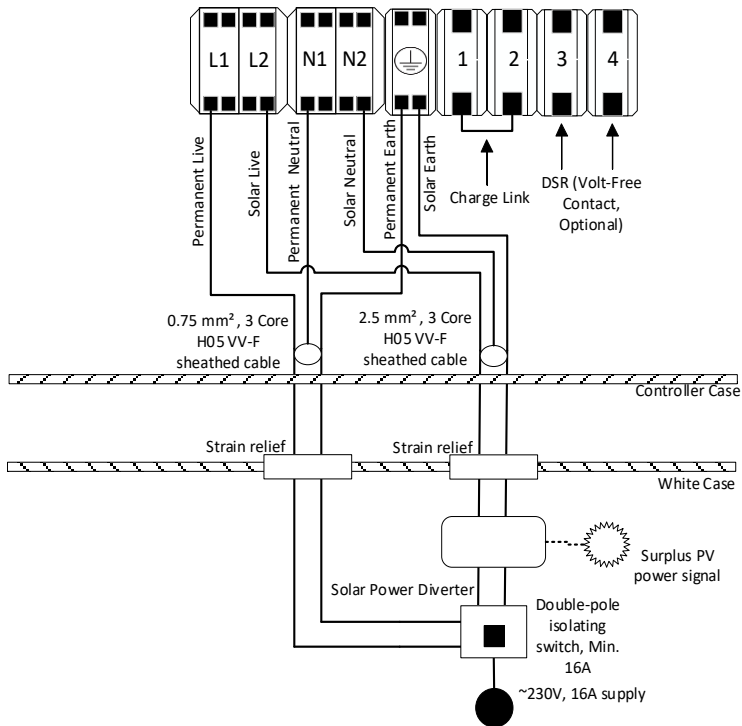 L1 L2 N1 N2 1 2 3 4
Permanent Live
Solar Live
Permanent Neutral
Solar Neutral
Permanent Earth
Solar Earth
Charge Link
DSR (Volt-Free
Contact,
Optional)
0.75 mm², 3 Core
H05 VV-F
sheathed cable
2.5 mm², 3 Core
H05 VV-F
sheathed cable
Controller Case
Strain relief
Strain relief
White Case
Surplus PV
power signal
Solar Power Diverter
Double-pole
isolating
switch, Min.
16A
~230V, 16A supply